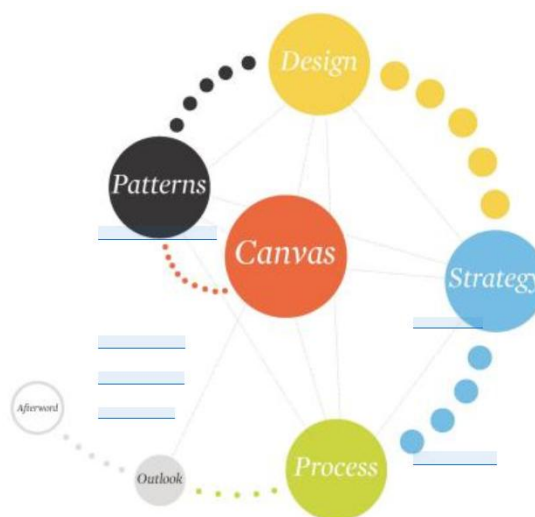 Design
Patterns
Canvas
Strategy
Afterword
Outlook
Process